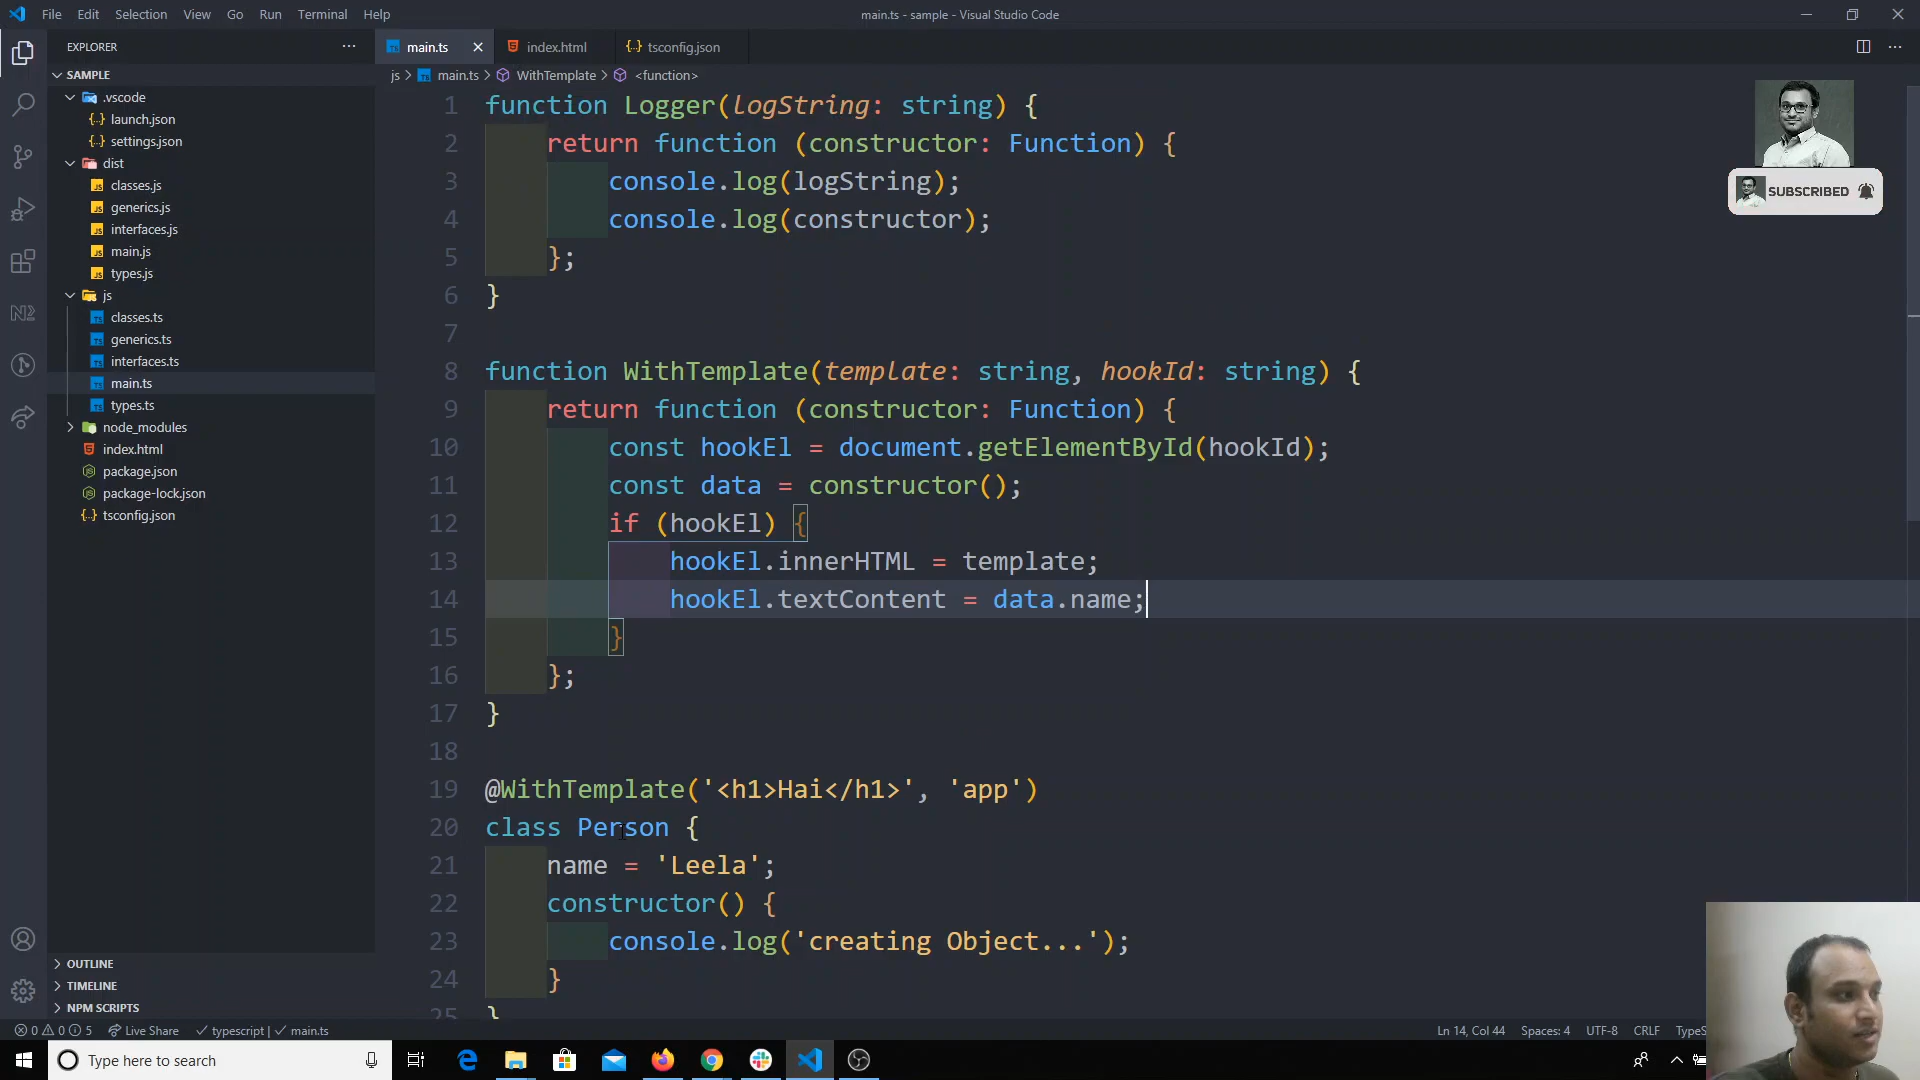 File Edit Selection View Go Run Terminal Help
main.ts - sample - Visual Studio Code
EXPLORER
main.ts
index.html
tsconfig.json
SAMPLE
js > main.ts > WithTemplate > <function>
.vscode
launch.json
settings.json
dist
classes.js
generics.js
interfaces.js
main.js
types.js
js
classes.ts
generics.ts
interfaces.ts
main.ts
types.ts
node_modules
index.html
package.json
package-lock.json
tsconfig.json
OUTLINE
TIMELINE
NPM SCRIPTS
1 function Logger(logString: string) {
2 return function (constructor: Function) {
3 console.log(logString);
4 console.log(constructor);
5 };
6 }
7
8 function WithTemplate(template: string, hookId: string) {
9 return function (constructor: Function) {
10 const hookEl = document.getElementById(hookId);
11 const data = constructor();
12 if (hookEl) {
13 hookEl.innerHTML = template;
14 hookEl.textContent = data.name;
15 }
16 };
17 }
18
19 @WithTemplate('<h1>Hai</h1>', 'app')
20 class Person {
21 name = 'Leela';
22 constructor() {
23 console.log('creating Object...');
24 }
25 }
SUBSCRIBED
0 0 5 Live Share typescript | main.ts
Ln 14, Col 44 Spaces: 4 UTF-8 CRLF TypeS
Type here to search